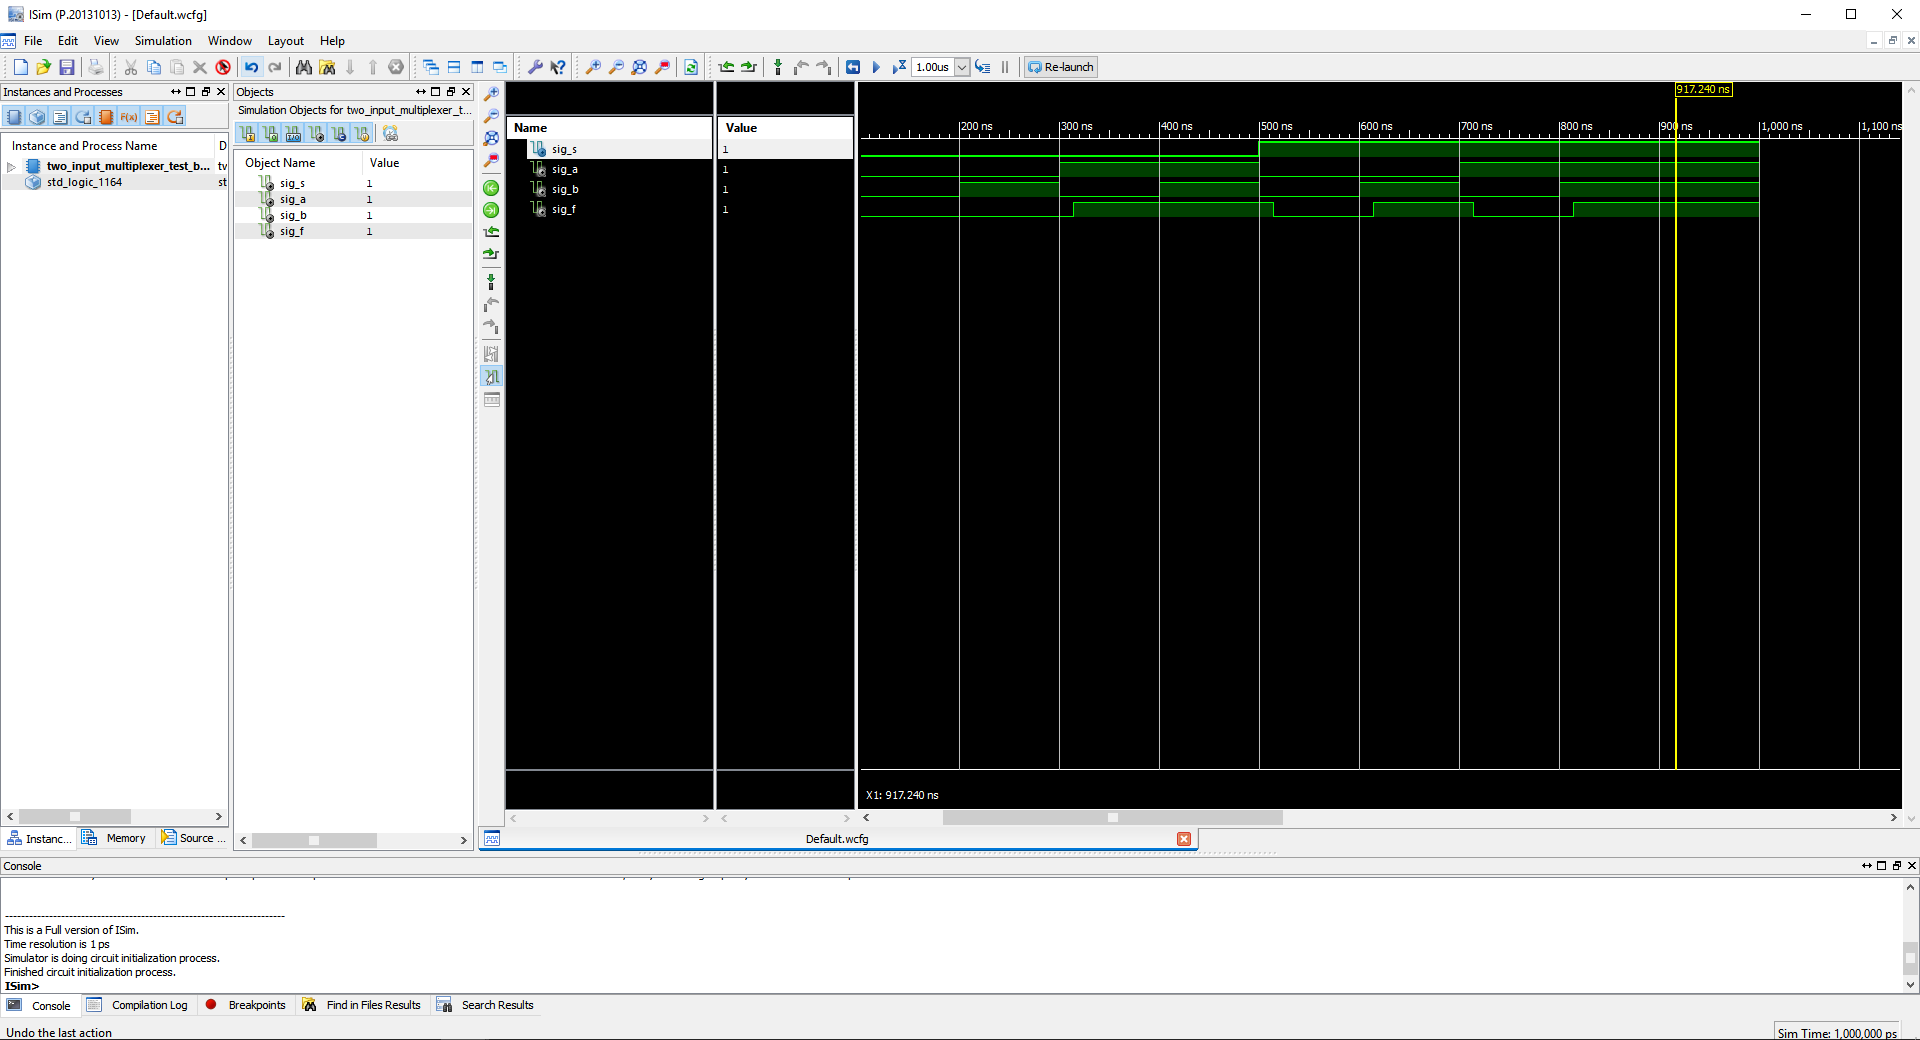 ISim (P.20131013) - [Default.wcfg]
File Edit View Simulation Window Layout Help
1.00us
Re-launch
Instances and Processes
Objects
Simulation Objects for two_input_multiplexer_t...
F(x)
Instance and Process Name D
two_input_multiplexer_test_b... tv
std_logic_1164 st
Object Name Value
sig_s 1
sig_a 1
sig_b 1
sig_f 1
Name Value
sig_s 1
sig_a 1
sig_b 1
sig_f 1
917.240 ns
200 ns 300 ns 400 ns 500 ns 600 ns 700 ns 800 ns 900 ns 1,000 ns 1,100 ns
X1: 917.240 ns
Instanc... Memory Source ...
Default.wcfg
Console
This is a Full version of ISim.
Time resolution is 1 ps
Simulator is doing circuit initialization process.
Finished circuit initialization process.
ISim>
Console Compilation Log Breakpoints Find in Files Results Search Results
Undo the last action
Sim Time: 1,000,000 ps